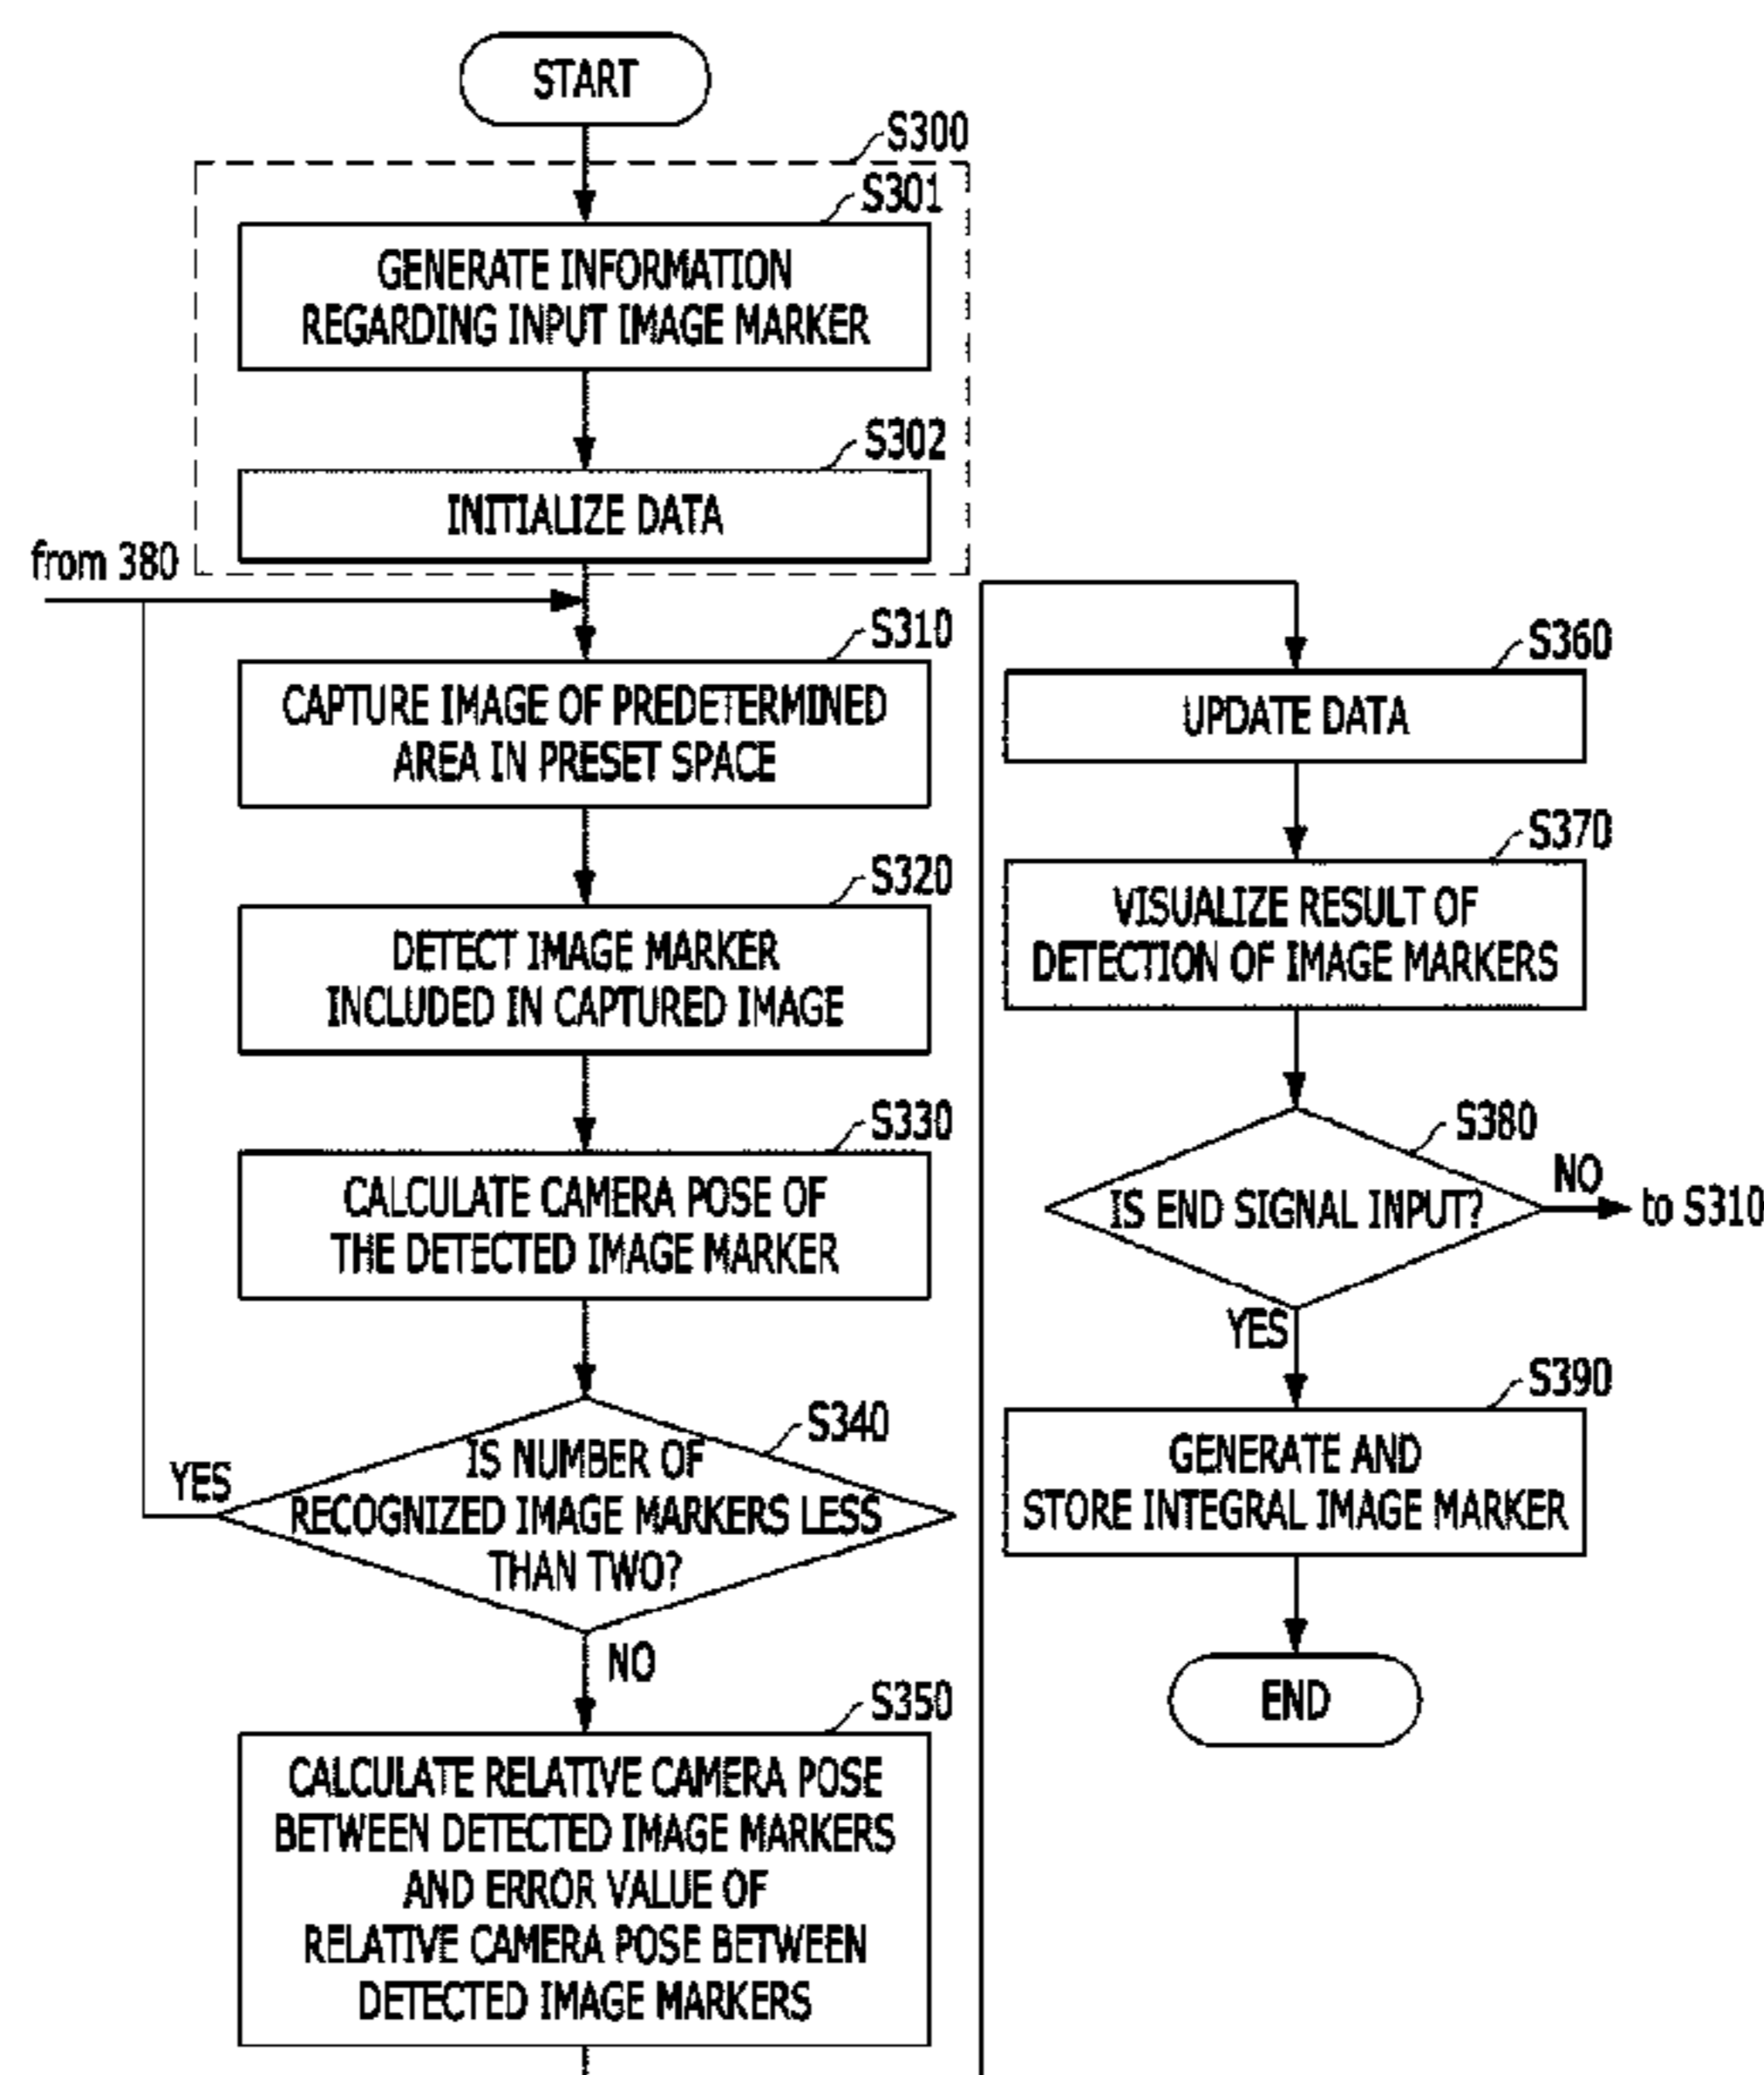 START
S300
S301
GENERATE INFORMATION
REGARDING INPUT IMAGE MARKER
S302
INITIALIZE DATA
from 380
S310
CAPTURE IMAGE OF PREDETERMINED
AREA IN PRESET SPACE
S320
DETECT IMAGE MARKER
INCLUDED IN CAPTURED IMAGE
S330
CALCULATE CAMERA POSE OF
THE DETECTED IMAGE MARKER
S340
IS NUMBER OF
RECOGNIZED IMAGE MARKERS LESS
THAN TWO?
YES
NO
S350
CALCULATE RELATIVE CAMERA POSE
BETWEEN DETECTED IMAGE MARKERS
AND ERROR VALUE OF
RELATIVE CAMERA POSE BETWEEN
DETECTED IMAGE MARKERS
S360
UPDATE DATA
S370
VISUALIZE RESULT OF
DETECTION OF IMAGE MARKERS
S380
IS END SIGNAL INPUT?
NO
to S310
YES
S390
GENERATE AND
STORE INTEGRAL IMAGE MARKER
END